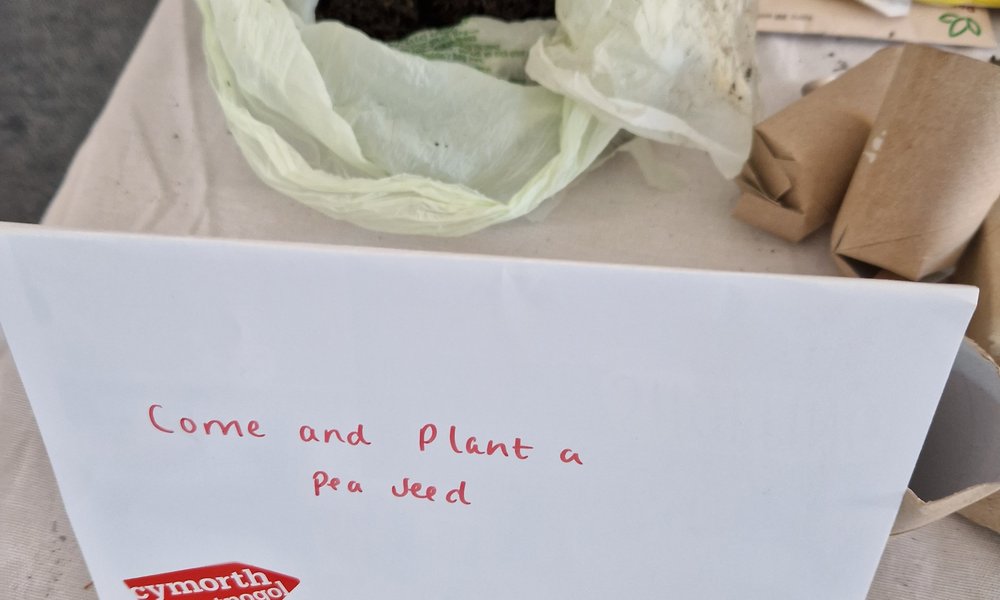 Come and Plant a
Pea seed
cymorth